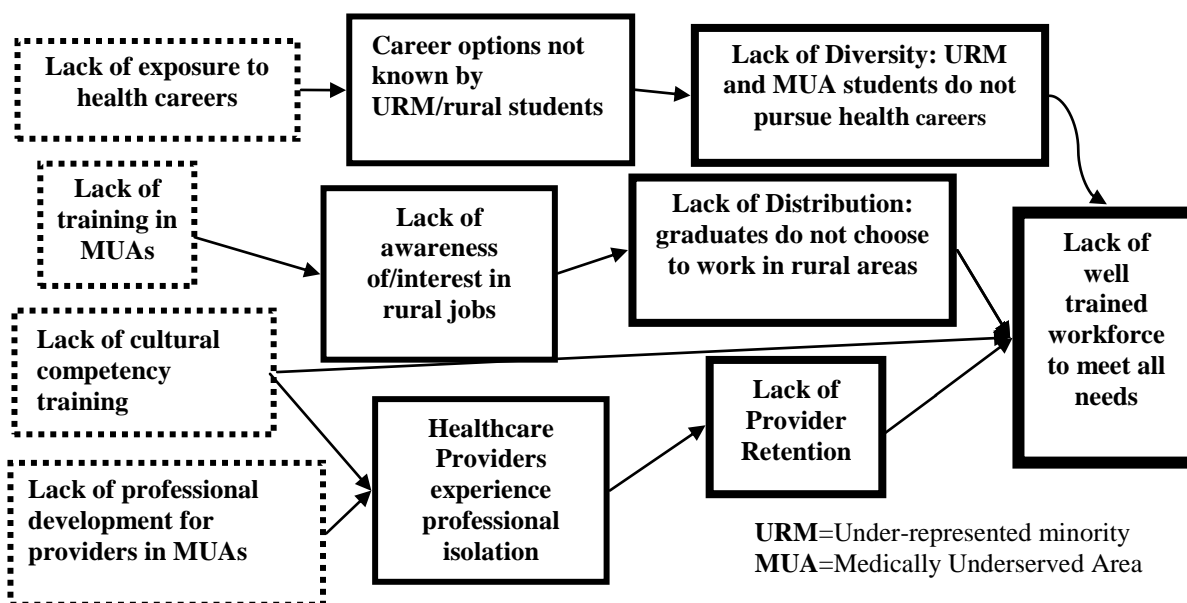 Lack of exposure to
health careers
Career options not
known by
URM/rural students
Lack of Diversity: URM
and MUA students do not
pursue health careers
Lack of
training in
MUAs
Lack of
awareness
of/interest in
rural jobs
Lack of Distribution:
graduates do not choose
to work in rural areas
Lack of
well
trained
workforce
to meet all
needs
Lack of cultural
competency
training
Healthcare
Providers
experience
professional
isolation
Lack of
Provider
Retention
Lack of professional
development for
providers in MUAs
URM=Under-represented minority
MUA=Medically Underserved Area